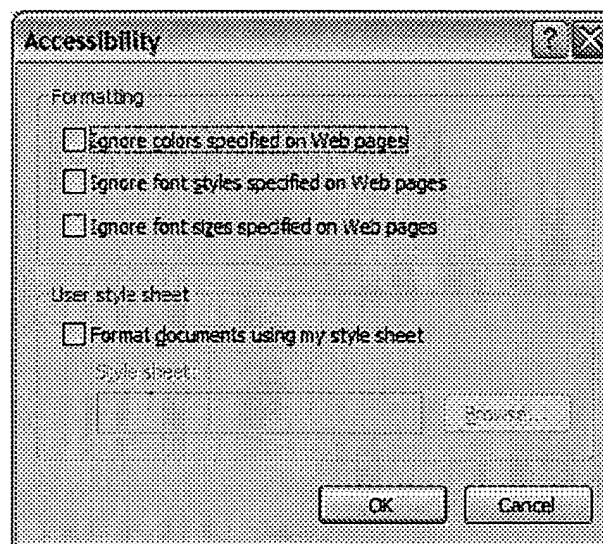 Accessibility
Formatting
Ignore colors specified on Web pages
Ignore font styles specified on Web pages
Ignore font sizes specified on Web pages
User style sheet
Format documents using my style sheet
Style sheet:
Browse...
OK
Cancel